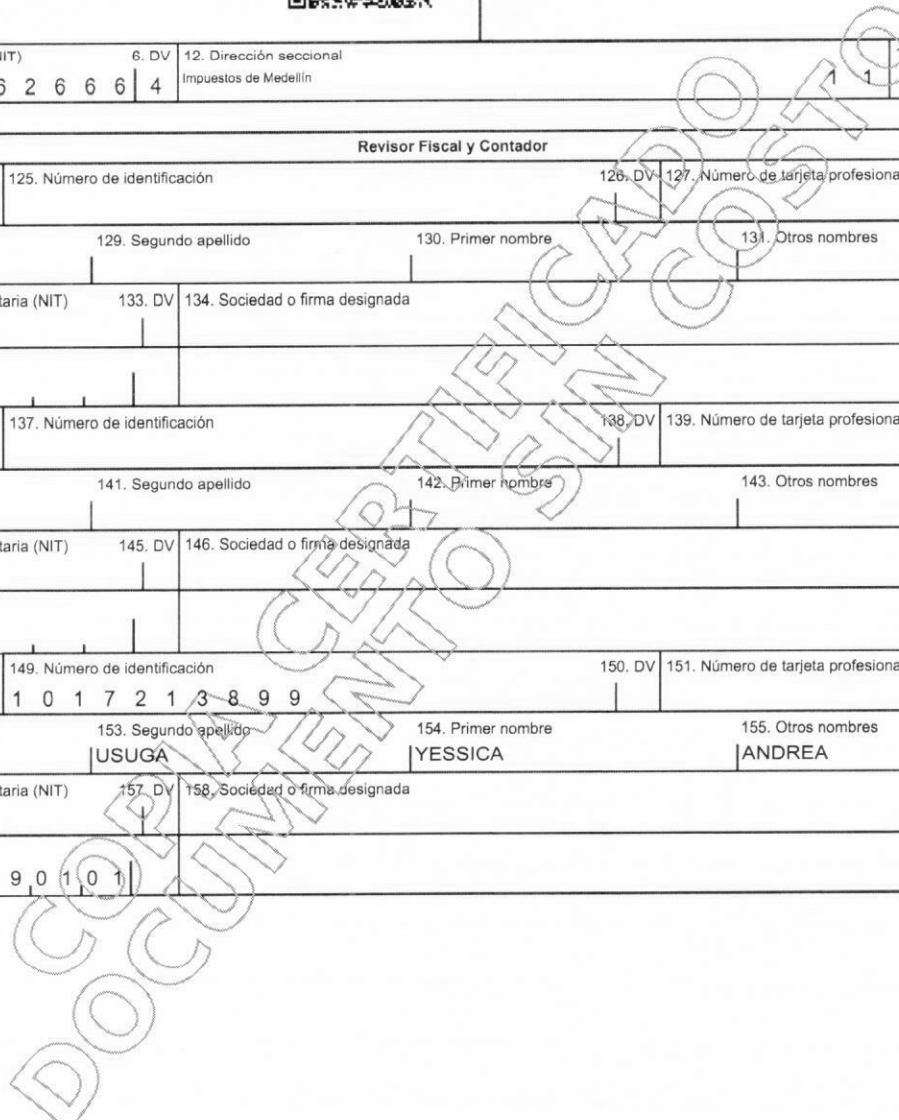 IIT) 6. DV 12. Dirección seccional
6 2 6 6 6 4 Impuestos de Medellín 1 1
Revisor Fiscal y Contador
125. Número de identificación 126. DV 127. Número de tarjeta profesiona
129. Segundo apellido 130. Primer nombre 131. Otros nombres
taria (NIT) 133. DV 134. Sociedad o firma designada
137. Número de identificación 138. DV 139. Número de tarjeta profesiona
141. Segundo apellido 142. Primer nombre 143. Otros nombres
taria (NIT) 145. DV 146. Sociedad o firma designada
149. Número de identificación 150. DV 151. Número de tarjeta profesiona
1 0 1 7 2 1 3 8 9 9
153. Segundo apellido 154. Primer nombre 155. Otros nombres
USUGA YESSICA ANDREA
taria (NIT) 157. DV 158. Sociedad o firma designada
9 0 1 0 1
COPIA CERTIFICADO
DOCUMENTO SIN COSTO